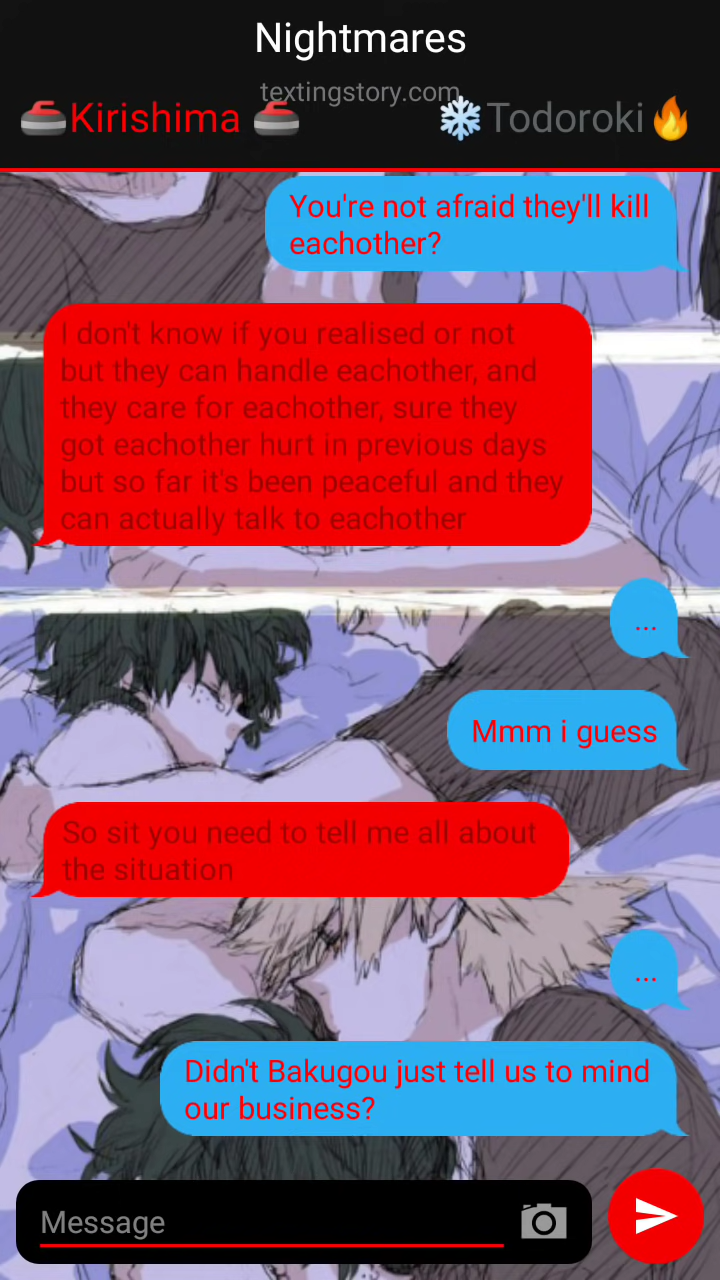 Nightmares
textingstory.com
Kirishima
Todoroki
You're not afraid they'll kill
eachother?
I don't know if you realised or not
but they can handle eachother, and
they care for eachother, sure they
got eachother hurt in previous days
but so far it's been peaceful and they
can actually talk to eachother
...
Mmm i guess
So sit you need to tell me all about
the situation
...
Didn't Bakugou just tell us to mind
our business?
Message